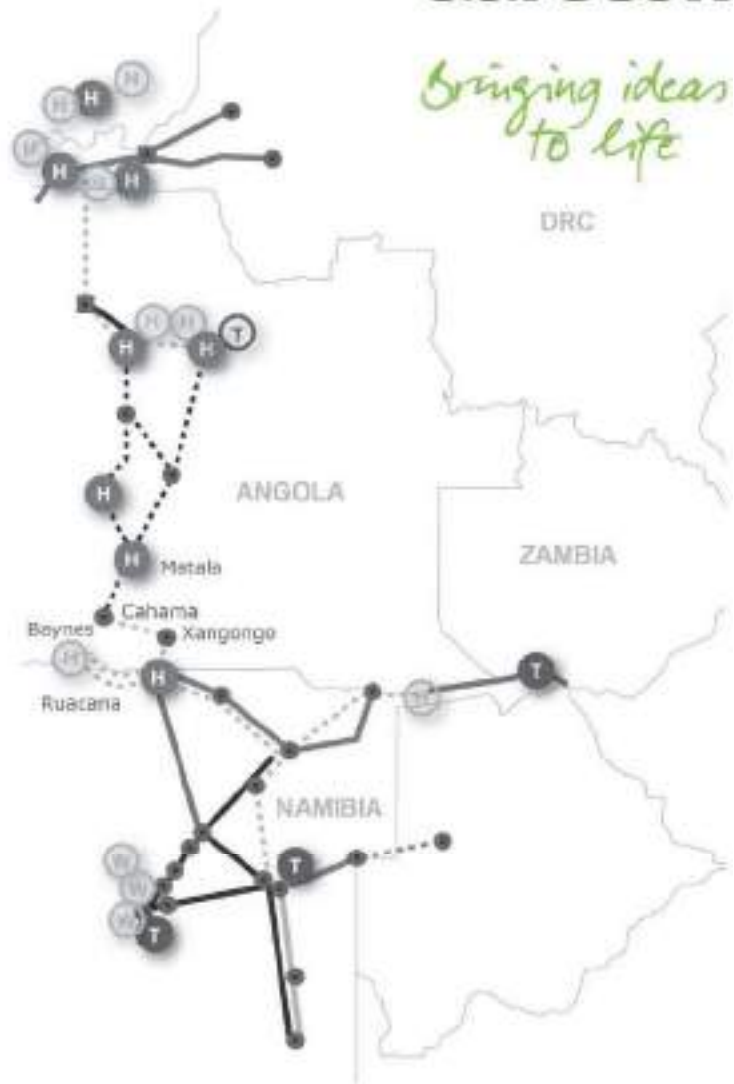 Bringing ideas
to life
H
H
H
H
H
DRC
H
H
T
H
H
ANGOLA
H
ZAMBIA
H
Matala
Cahama
Baynes
Xangongo
H
T
H
Ruacana
NAMIBIA
W
T
W
W
T